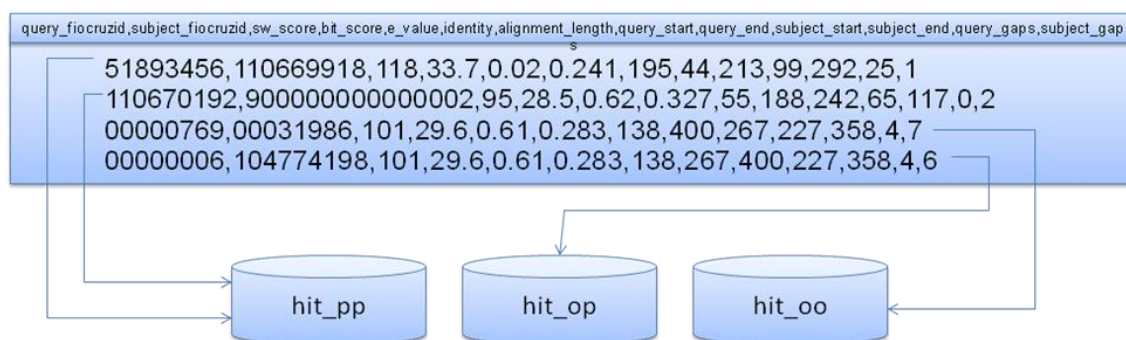 query_fiocruzid,subject_fiocruzid,sw_score,bit_score,e_value,identity,alignment_length,query_start,query_end,subject_start,subject_end,query_gaps,subject_gap
s
51893456,110669918,118,33.7,0.02,0.241,195,44,213,99,292,25,1
110670192,900000000000002,95,28.5,0.62,0.327,55,188,242,65,117,0,2
00000769,00031986,101,29.6,0.61,0.283,138,400,267,227,358,4,7
00000006,104774198,101,29.6,0.61,0.283,138,267,400,227,358,4,6
hit_pp hit_op hit_oo